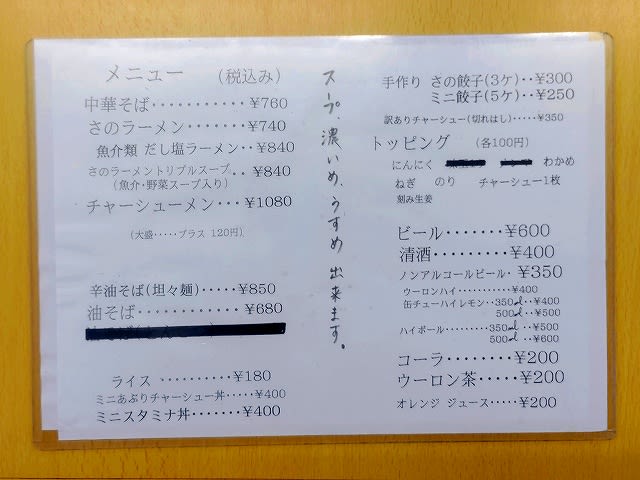 メニュー (税込み)
中華そば・・・・・・・・・・・¥760
さのラーメン・・・・・・・・¥740
魚介類 だし塩ラーメン・・¥840
さのラーメントリプルスープ・・¥840
(魚介・野菜スープ入り)
チャーシューメン・・・¥1080
(大盛・・・・・プラス 120円)
辛油そば(坦々麺)・・・・・¥850
油そば・・・・・・・・・・・・¥680
ライス ・・・・・・・・・・¥180
ミニあぶりチャーシュー丼・・・・・¥400
ミニスタミナ丼・・・・・・・¥400
スープ、濃いめ、うすめ 出来ます。
手作り さの餃子(3ケ)・・¥300
ミニ餃子(5ケ)・・¥250
訳ありチャーシュー(切れはし)・・・・・¥350
トッピング (各100円)
にんにく わかめ
ねぎ のり チャーシュー1枚
刻み生姜
ビール・・・・・・・¥600
清酒・・・・・・・・・¥400
ノンアルコールビール・¥350
ウーロンハイ・・・・・・・・・・・¥400
缶チューハイレモン・・350ml・・¥400
500ml・・¥500
ハイボール・・・・・・・・・350ml・・¥500
500ml・・¥600
コーラ・・・・・・・・¥200
ウーロン茶・・・・・¥200
オレンジ ジュース・・・・・¥200